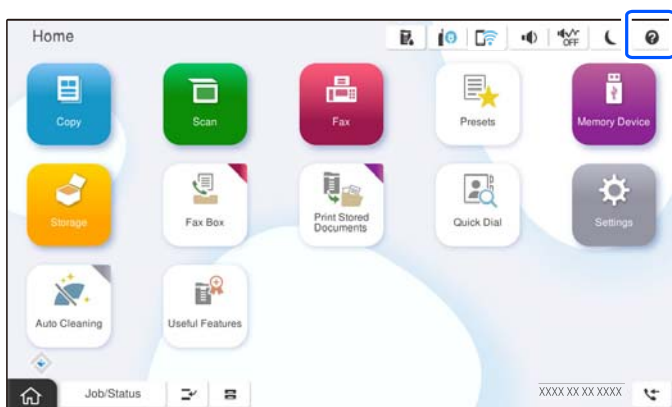 Home
OFF
?
Copy
Scan
Fax
Presets
Memory Device
Storage
Fax Box
Print Stored
Documents
Quick Dial
Settings
Auto Cleaning
Useful Features
Job/Status
XXXX XX XX XXXX